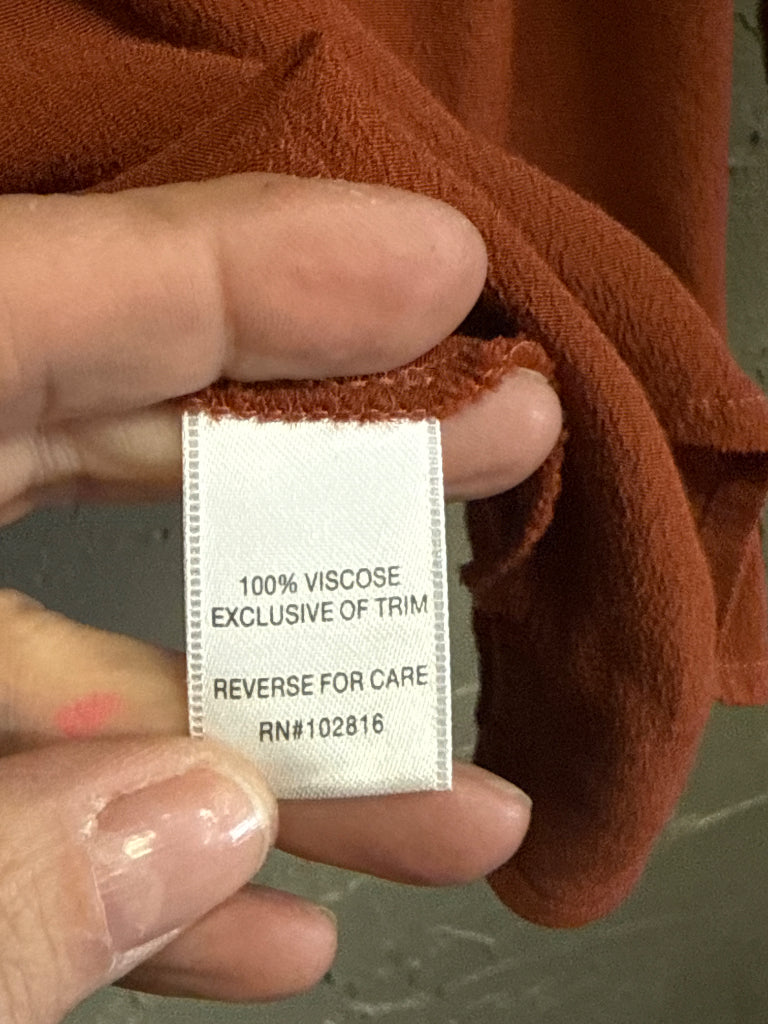 100% VISCOSE
EXCLUSIVE OF TRIM
REVERSE FOR CARE
RN#102816